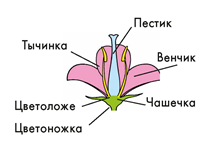 Пестик
Тычинка
Венчик
Цветоложе
Чашечка
Цветоножка